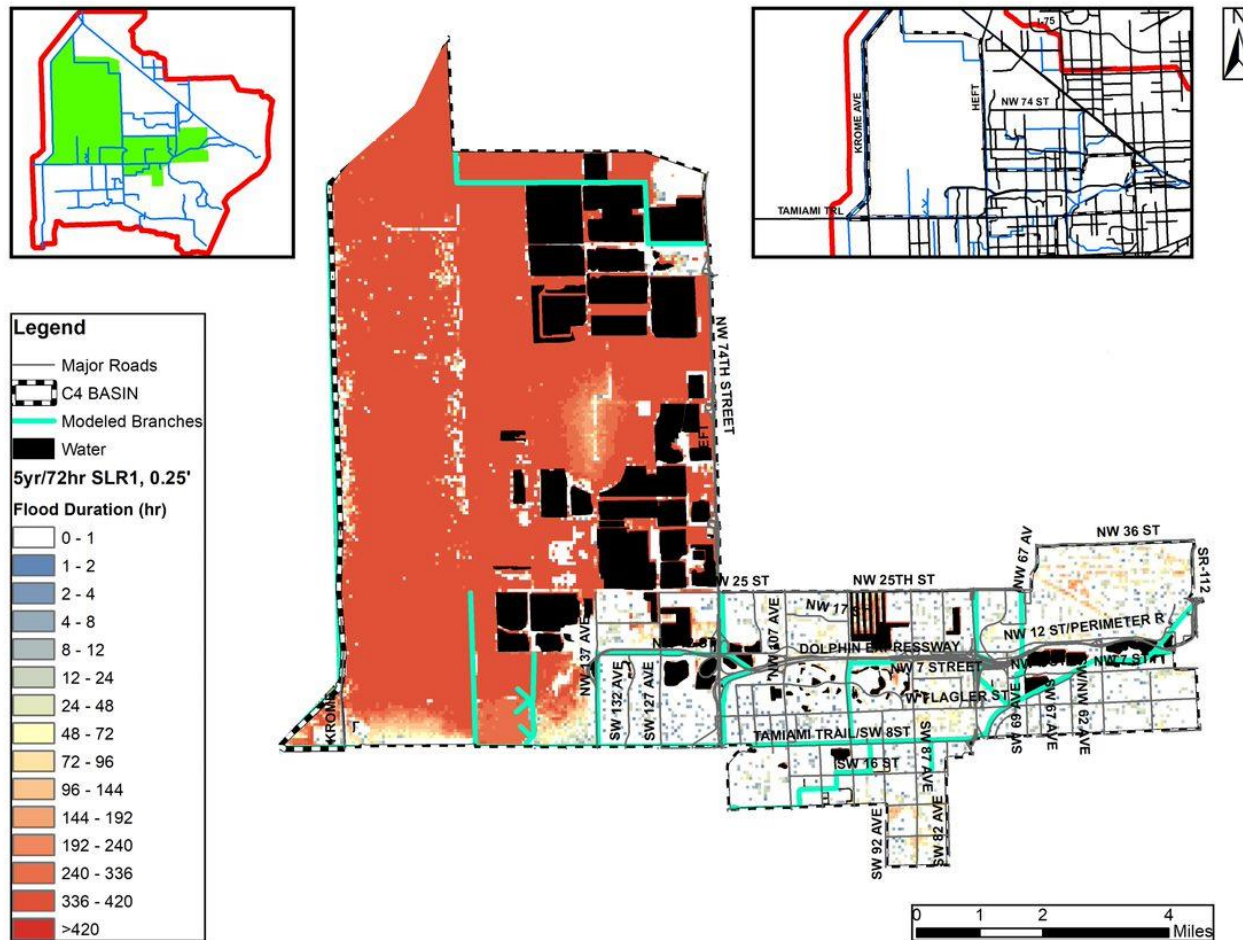 I-75
N
KROME AVE
HEFT
NW 74 ST
TAMIAMI TRL
Legend
Major Roads
C4 BASIN
Modeled Branches
Water
5yr/72hr SLR1, 0.25'
Flood Duration (hr)
0 - 1
1 - 2
2 - 4
4 - 8
8 - 12
12 - 24
24 - 48
48 - 72
72 - 96
96 - 144
144 - 192
192 - 240
240 - 336
336 - 420
>420
NW 74TH STREET
NW 36 ST
NW 67 AV
SR 112
W 25 ST
NW 25TH ST
NW 137 AVE
NW 107 AVE
NW 12 ST/PERIMETER R
DOLPHIN EXPRESSWAY
NW 7 STREET
NW 7 ST
SW 132 AVE
SW 127 AVE
W FLAGLER ST
SW 69 AVE
SW/NW 62 AVE
KROME
TAMIAMI TRAIL/SW 8ST
SW 87 AVE
SW 16 ST
SW 92 AVE
SW 82 AVE
0 1 2 4
Miles